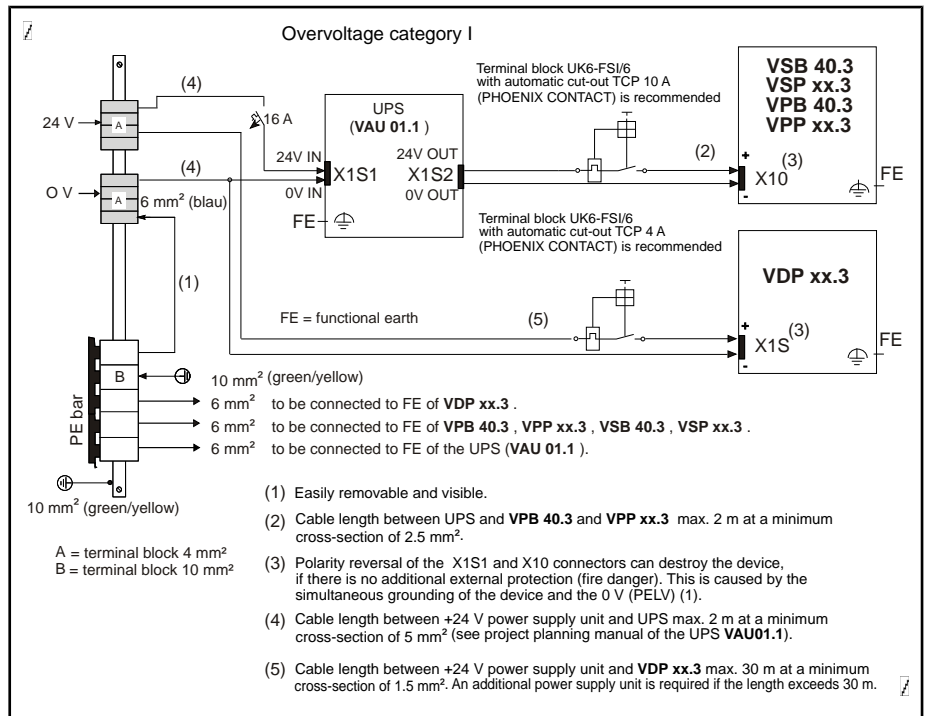 Overvoltage category I
(4)
Terminal block UK6-FSI/6
with automatic cut-out TCP 10 A
(PHOENIX CONTACT) is recommended
VSB 40.3
VSP xx.3
VPB 40.3
VPP xx.3
24 V
A
16 A
UPS
(VAU 01.1 )
(2)
+
(3)
X10
-
FE
24V IN
24V OUT
X1S1
X1S2
0V IN
0V OUT
FE
(4)
O V
A
6 mm² (blau)
Terminal block UK6-FSI/6
with automatic cut-out TCP 4 A
(PHOENIX CONTACT) is recommended
(1)
VDP xx.3
FE = functional earth
(5)
+
(3)
X1S
-
FE
PE bar
B
10 mm² (green/yellow)
6 mm² to be connected to FE of VDP xx.3 .
6 mm² to be connected to FE of VPB 40.3 , VPP xx.3 , VSB 40.3 , VSP xx.3 .
6 mm² to be connected to FE of the UPS (VAU 01.1 ).
10 mm² (green/yellow)
A = terminal block 4 mm²
B = terminal block 10 mm²
(1) Easily removable and visible.
(2) Cable length between UPS and VPB 40.3 and VPP xx.3 max. 2 m at a minimum
cross-section of 2.5 mm².
(3) Polarity reversal of the X1S1 and X10 connectors can destroy the device,
if there is no additional external protection (fire danger). This is caused by the
simultaneous grounding of the device and the 0 V (PELV) (1).
(4) Cable length between +24 V power supply unit and UPS max. 2 m at a minimum
cross-section of 5 mm² (see project planning manual of the UPS VAU01.1).
(5) Cable length between +24 V power supply unit and VDP xx.3 max. 30 m at a minimum
cross-section of 1.5 mm². An additional power supply unit is required if the length exceeds 30 m.